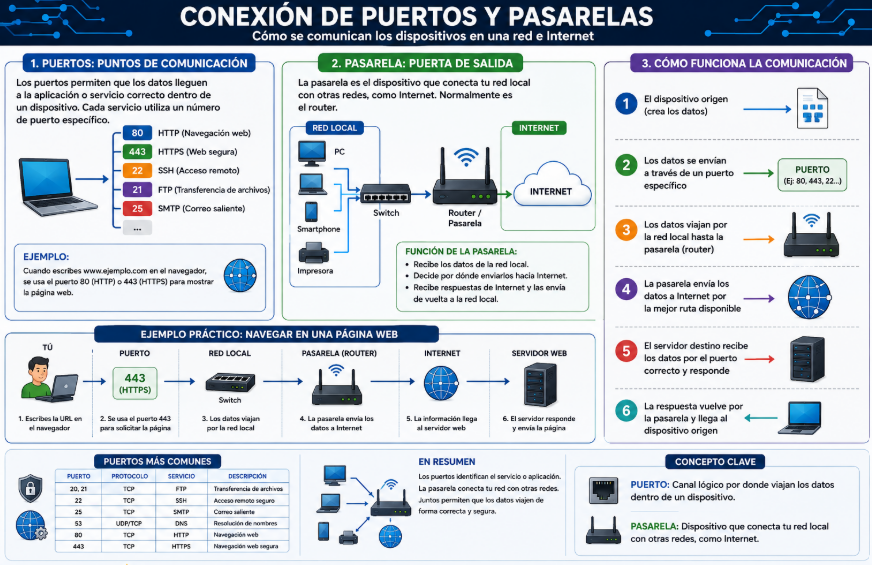 CONEXIÓN DE PUERTOS Y PASARELAS
Cómo se comunican los dispositivos en una red e Internet
1. PUERTOS: PUNTOS DE COMUNICACIÓN
Los puertos permiten que los datos lleguen
a la aplicación o servicio correcto dentro de
un dispositivo. Cada servicio utiliza un número
de puerto específico.
80 HTTP (Navegación web)
443 HTTPS (Web segura)
22 SSH (Acceso remoto)
21 FTP (Transferencia de archivos)
25 SMTP (Correo saliente)
...
EJEMPLO:
Cuando escribes www.ejemplo.com en el navegador,
se usa el puerto 80 (HTTP) o 443 (HTTPS) para mostrar
la página web.
2. PASARELA: PUERTA DE SALIDA
La pasarela es el dispositivo que conecta tu red local
con otras redes, como Internet. Normalmente es
el router.
RED LOCAL
PC
Smartphone
Impresora
Switch
Router /
Pasarela
INTERNET
INTERNET
FUNCIÓN DE LA PASARELA:
• Recibe los datos de la red local.
• Decide por dónde enviarlos hacia Internet.
• Recibe respuestas de Internet y las envía
de vuelta a la red local.
3. CÓMO FUNCIONA LA COMUNICACIÓN
1 El dispositivo origen
(crea los datos)
2 Los datos se envían
a través de un puerto
específico
PUERTO
(Ej: 80, 443, 22...)
3 Los datos viajan por
la red local hasta la
pasarela (router)
4 La pasarela envía los
datos a Internet por
la mejor ruta disponible
5 El servidor destino recibe
los datos por el puerto
correcto y responde
6 La respuesta vuelve por
la pasarela y llega al
dispositivo origen
EJEMPLO PRÁCTICO: NAVEGAR EN UNA PÁGINA WEB
TÚ
1. Escribes la URL en
el navegador
PUERTO
443
(HTTPS)
2. Se usa el puerto 443
para solicitar la página
RED LOCAL
Switch
3. Los datos viajan
por la red local
PASARELA (ROUTER)
4. La pasarela envía los
datos a Internet
INTERNET
5. La información llega
al servidor web
SERVIDOR WEB
6. El servidor responde
y envía la página
PUERTOS MÁS COMUNES
PUERTO PROTOCOLO SERVICIO DESCRIPCIÓN
20, 21 TCP FTP Transferencia de archivos
22 TCP SSH Acceso remoto seguro
25 TCP SMTP Correo saliente
53 UDP/TCP DNS Resolución de nombres
80 TCP HTTP Navegación web
443 TCP HTTPS Navegación web segura
EN RESUMEN
Los puertos identifican el servicio o aplicación.
La pasarela conecta tu red con otras redes.
Juntos permiten que los datos viajen de
forma correcta y segura.
CONCEPTO CLAVE
PUERTO: Canal lógico por donde viajan los datos
dentro de un dispositivo.
PASARELA: Dispositivo que conecta tu red local
con otras redes, como Internet.